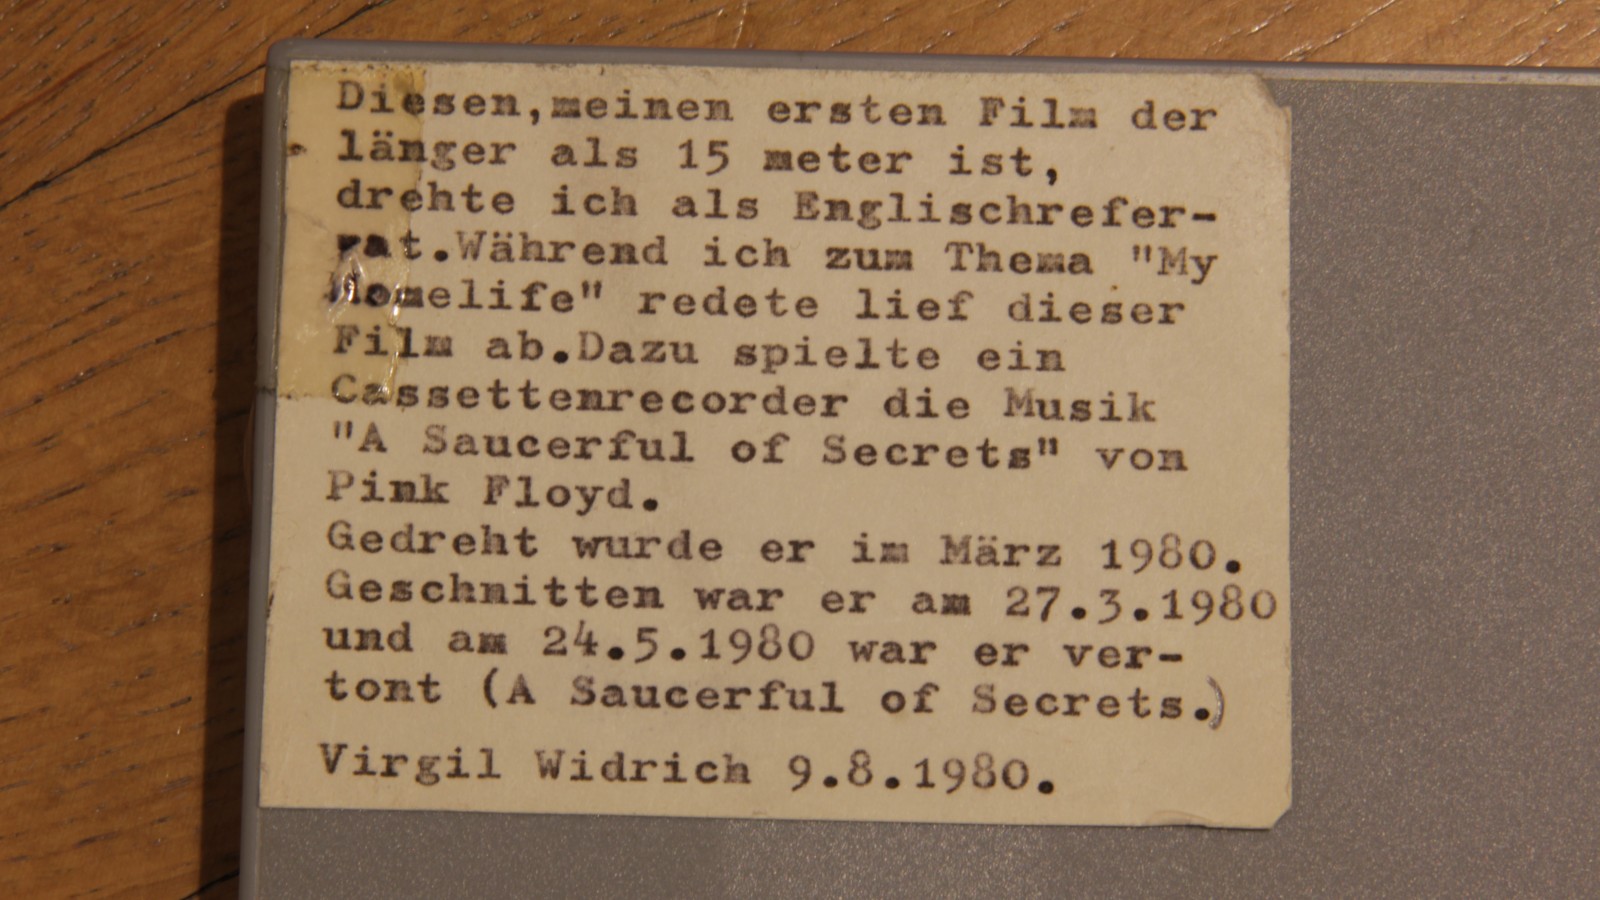 Diesen,meinen ersten Film der
länger als 15 meter ist,
drehte ich als Englischrefer-
rat.Während ich zum Thema "My
Homelife" redete lief dieser
Film ab.Dazu spielte ein
Cassettenrecorder die Musik
"A Saucerful of Secrets" von
Pink Floyd.
Gedreht wurde er im März 1980.
Geschnitten war er am 27.3.1980
und am 24.5.1980 war er ver-
tont (A Saucerful of Secrets.)
Virgil Widrich 9.8.1980.